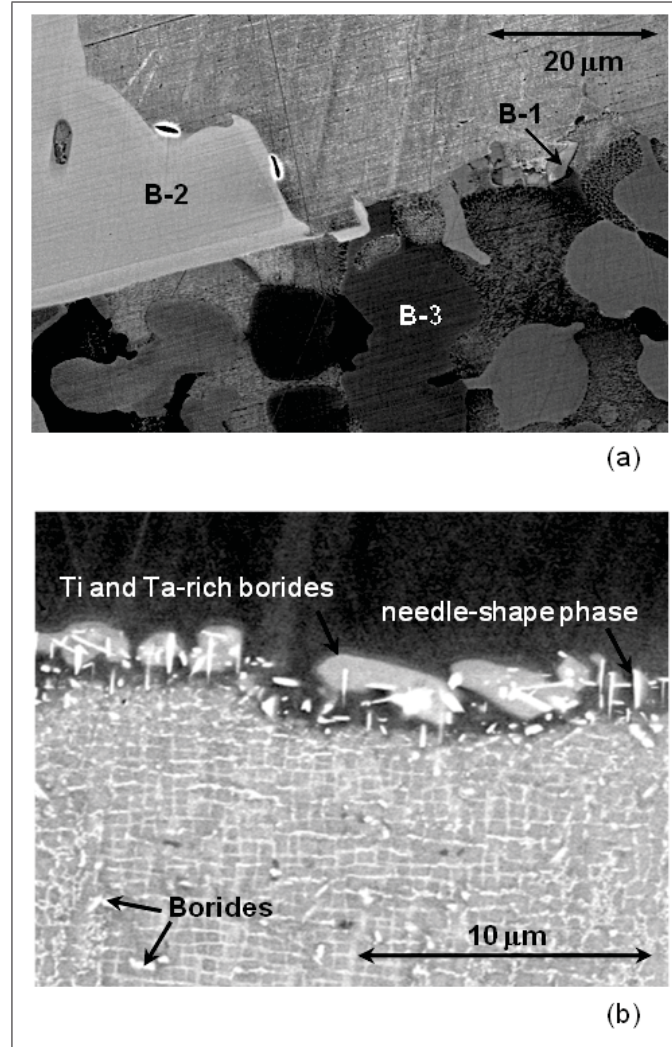 20 μm
B-1
B-2
B-3
(a)
Ti and Ta-rich borides
needle-shape phase
Borides
10 μm
(b)